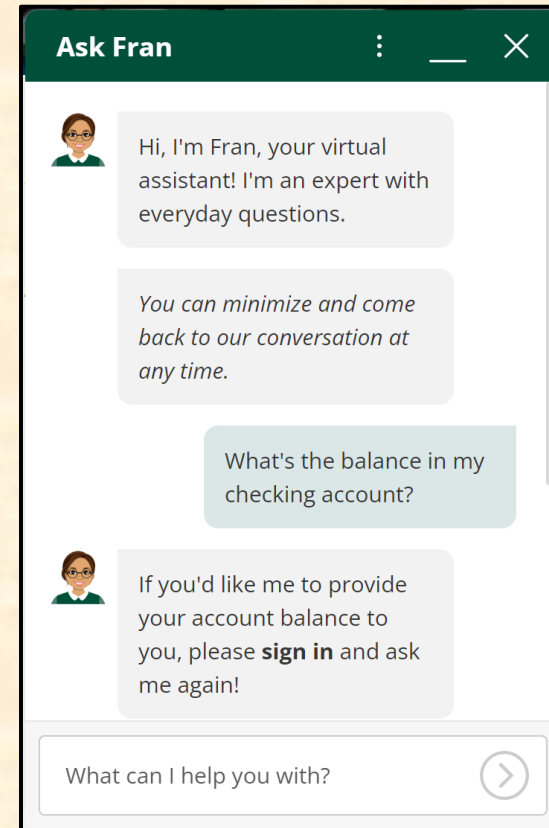 Ask Fran
Hi, I'm Fran, your virtual
assistant! I'm an expert with
everyday questions.
You can minimize and come
back to our conversation at
any time.
What's the balance in my
checking account?
If you'd like me to provide
your account balance to
you, please sign in and ask
me again!
What can I help you with?